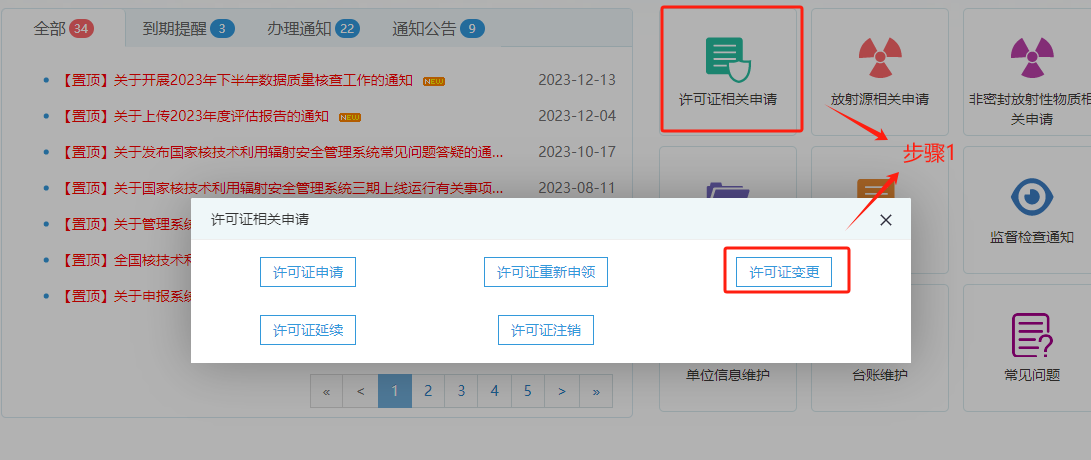 全部 34 到期提醒 3 办理通知 22 通知公告 9
【置顶】关于开展2023年下半年数据质量核查工作的通知 NEW 2023-12-13
【置顶】关于上传2023年度评估报告的通知 NEW 2023-12-04
【置顶】关于发布国家核技术利用辐射安全管理系统常见问题答疑的通... 2023-10-17
【置顶】关于国家核技术利用辐射安全管理系统三期上线运行有关事项... 2023-08-11
【置顶】关于管理系统
【置顶】全国核技术利
【置顶】关于申报系统
« < 1 2 3 4 5 > »
许可证相关申请
放射源相关申请
非密封放射性物质相
关申请
步骤1
监督检查通知
许可证相关申请 ×
许可证申请 许可证重新申领 许可证变更
许可证延续 许可证注销
单位信息维护 台账维护 常见问题